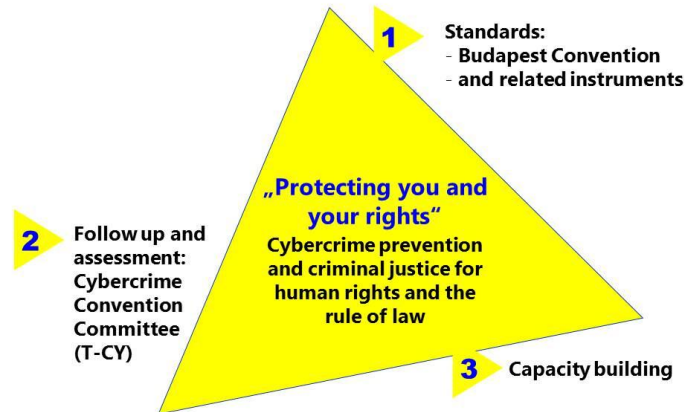 1
Standards:
- Budapest Convention
- and related instruments
„Protecting you and
your rights“
Cybercrime prevention
and criminal justice for
human rights and the
rule of law
2
Follow up and
assessment:
Cybercrime
Convention
Committee
(T-CY)
3
Capacity building